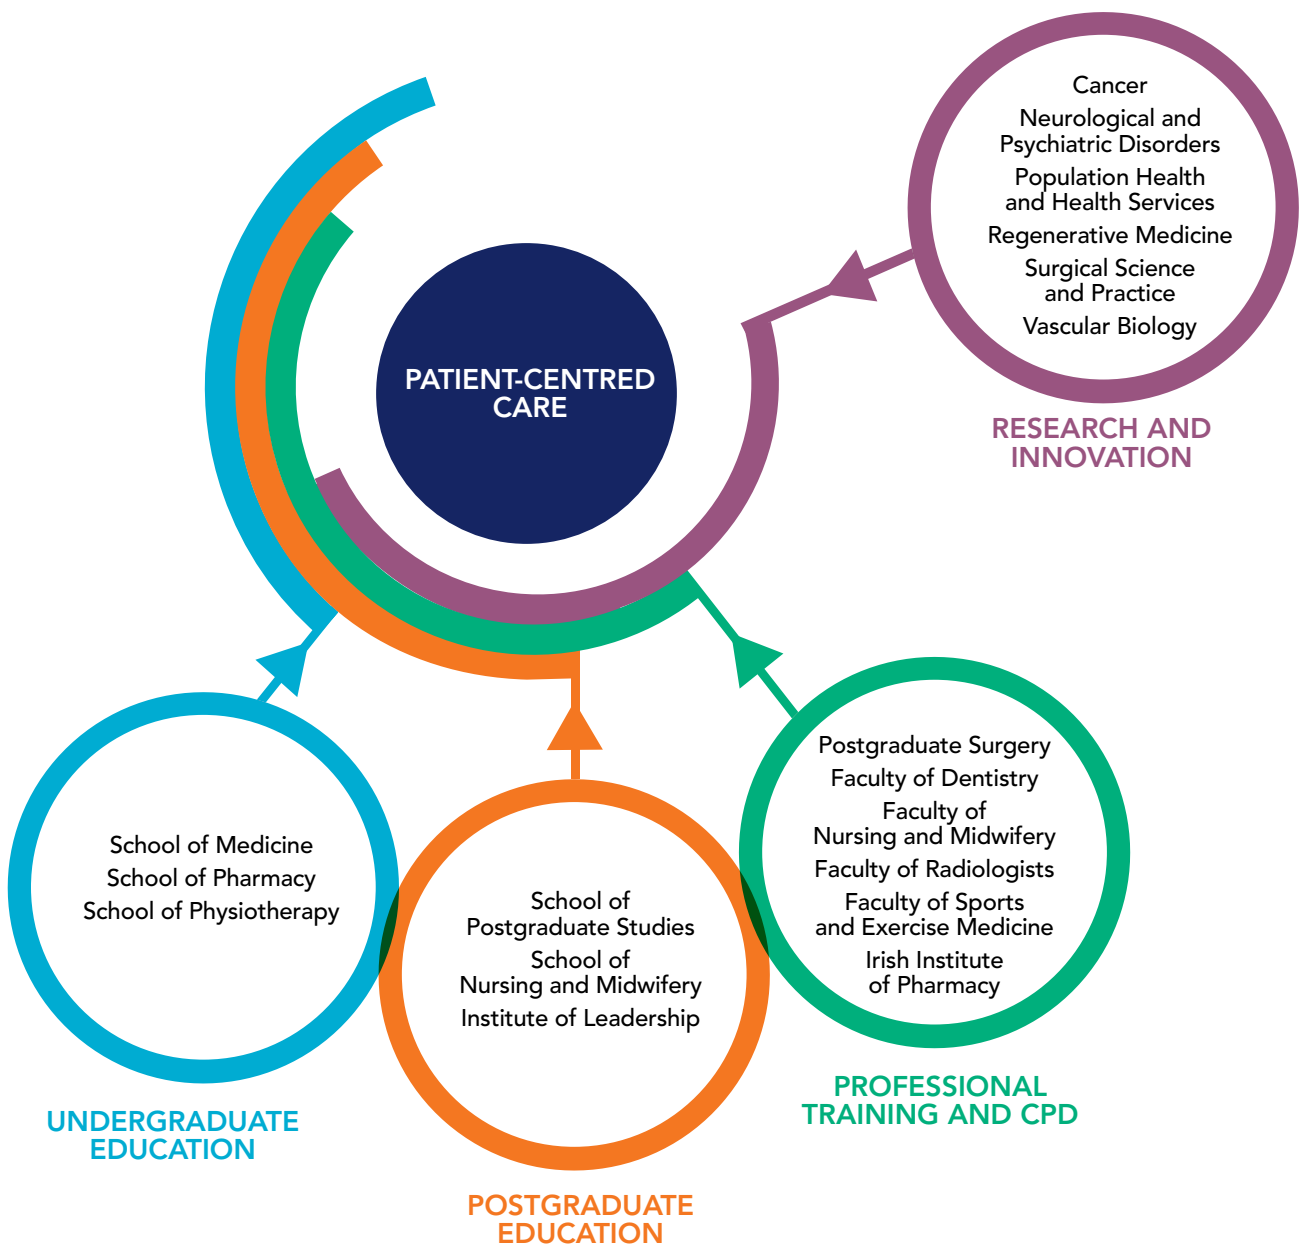 PATIENT-CENTRED
CARE
Cancer
Neurological and
Psychiatric Disorders
Population Health
and Health Services
Regenerative Medicine
Surgical Science
and Practice
Vascular Biology
RESEARCH AND
INNOVATION
School of Medicine
School of Pharmacy
School of Physiotherapy
UNDERGRADUATE
EDUCATION
School of
Postgraduate Studies
School of
Nursing and Midwifery
Institute of Leadership
POSTGRADUATE
EDUCATION
Postgraduate Surgery
Faculty of Dentistry
Faculty of
Nursing and Midwifery
Faculty of Radiologists
Faculty of Sports
and Exercise Medicine
Irish Institute
of Pharmacy
PROFESSIONAL
TRAINING AND CPD